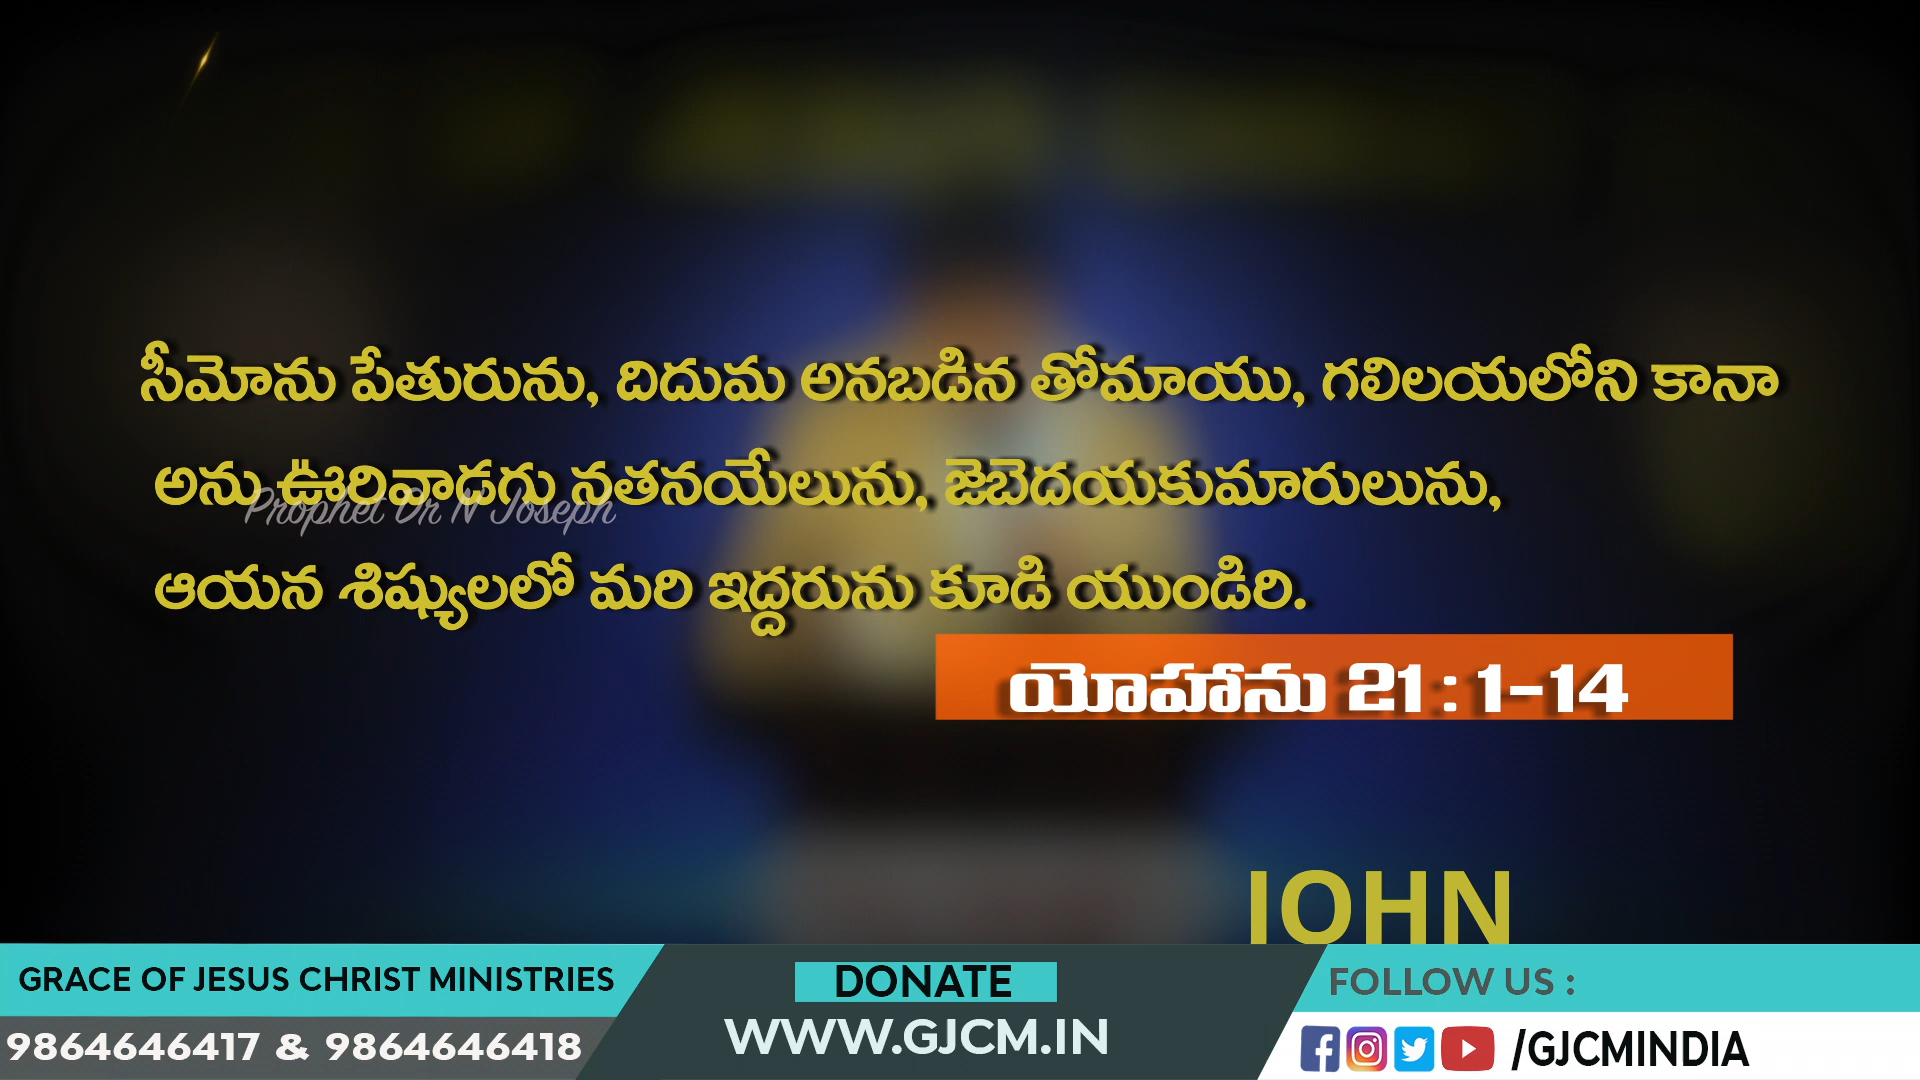 సీమోను పేతురును, దిదుమ అనబడిన తోమాయు, గలిలయలోని కానా
అను ఊరివాడగు నతనయేలును, జెబెదయకుమారులును,
Prophet Dr N Joseph
ఆయన శిష్యులలో మరి ఇద్దరును కూడి యుండిరి.
యోహాను 21 : 1-14
JOHN
GRACE OF JESUS CHRIST MINISTRIES
9864646417 & 9864646418
DONATE
WWW.GJCM.IN
FOLLOW US :
/GJCMINDIA